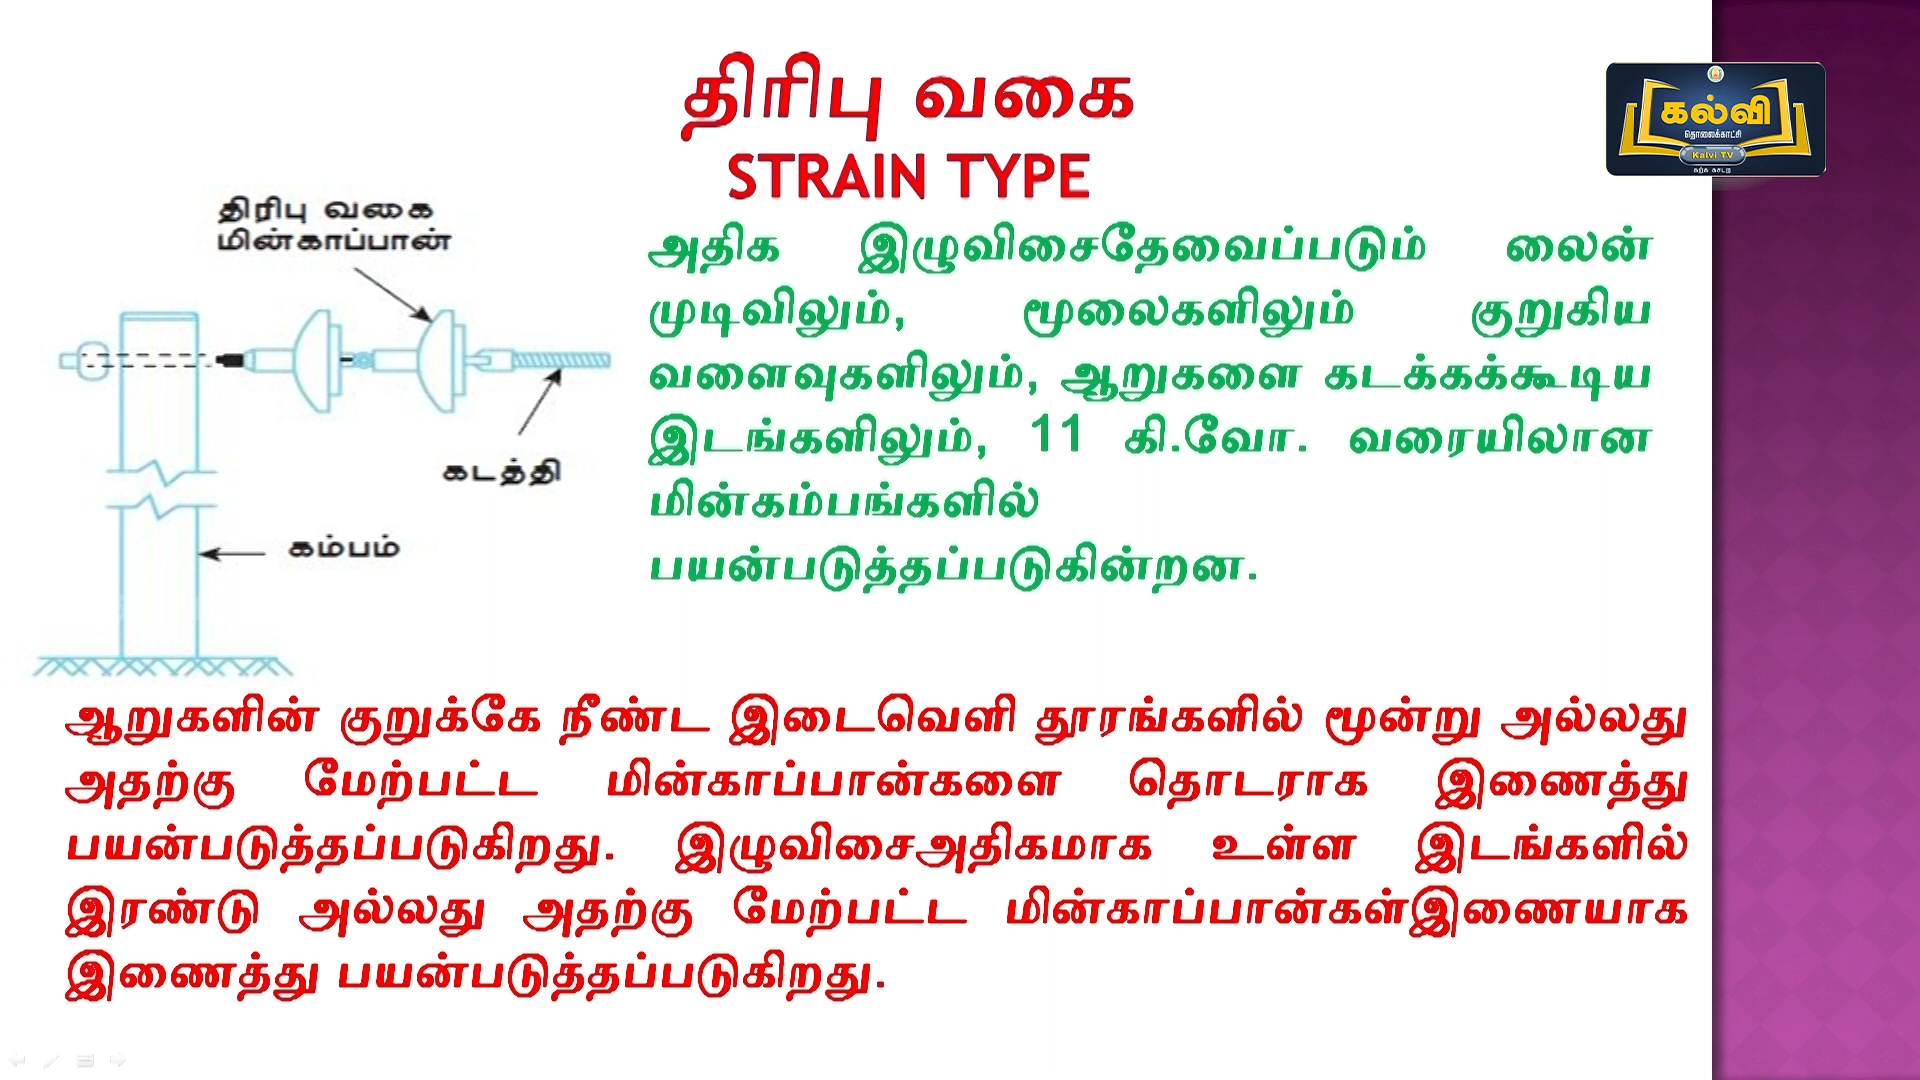 திரிபு வகை
STRAIN TYPE
கல்வி
தொலைக்காட்சி
Kalvi TV
கற்க கசடற
திரிபு வகை
மின்காப்பான்
கடத்தி
கம்பம்
அதிக இழுவிசைதேவைப்படும் லைன்
முடிவிலும், மூலைகளிலும் குறுகிய
வளைவுகளிலும், ஆறுகளை கடக்கக்கூடிய
இடங்களிலும், 11 கி.வோ. வரையிலான
மின்கம்பங்களில்
பயன்படுத்தப்படுகின்றன.
ஆறுகளின் குறுக்கே நீண்ட இடைவெளி தூரங்களில் மூன்று அல்லது
அதற்கு மேற்பட்ட மின்காப்பான்களை தொடராக இணைத்து
பயன்படுத்தப்படுகிறது. இழுவிசைஅதிகமாக உள்ள இடங்களில்
இரண்டு அல்லது அதற்கு மேற்பட்ட மின்காப்பான்கள்இணையாக
இணைத்து பயன்படுத்தப்படுகிறது.